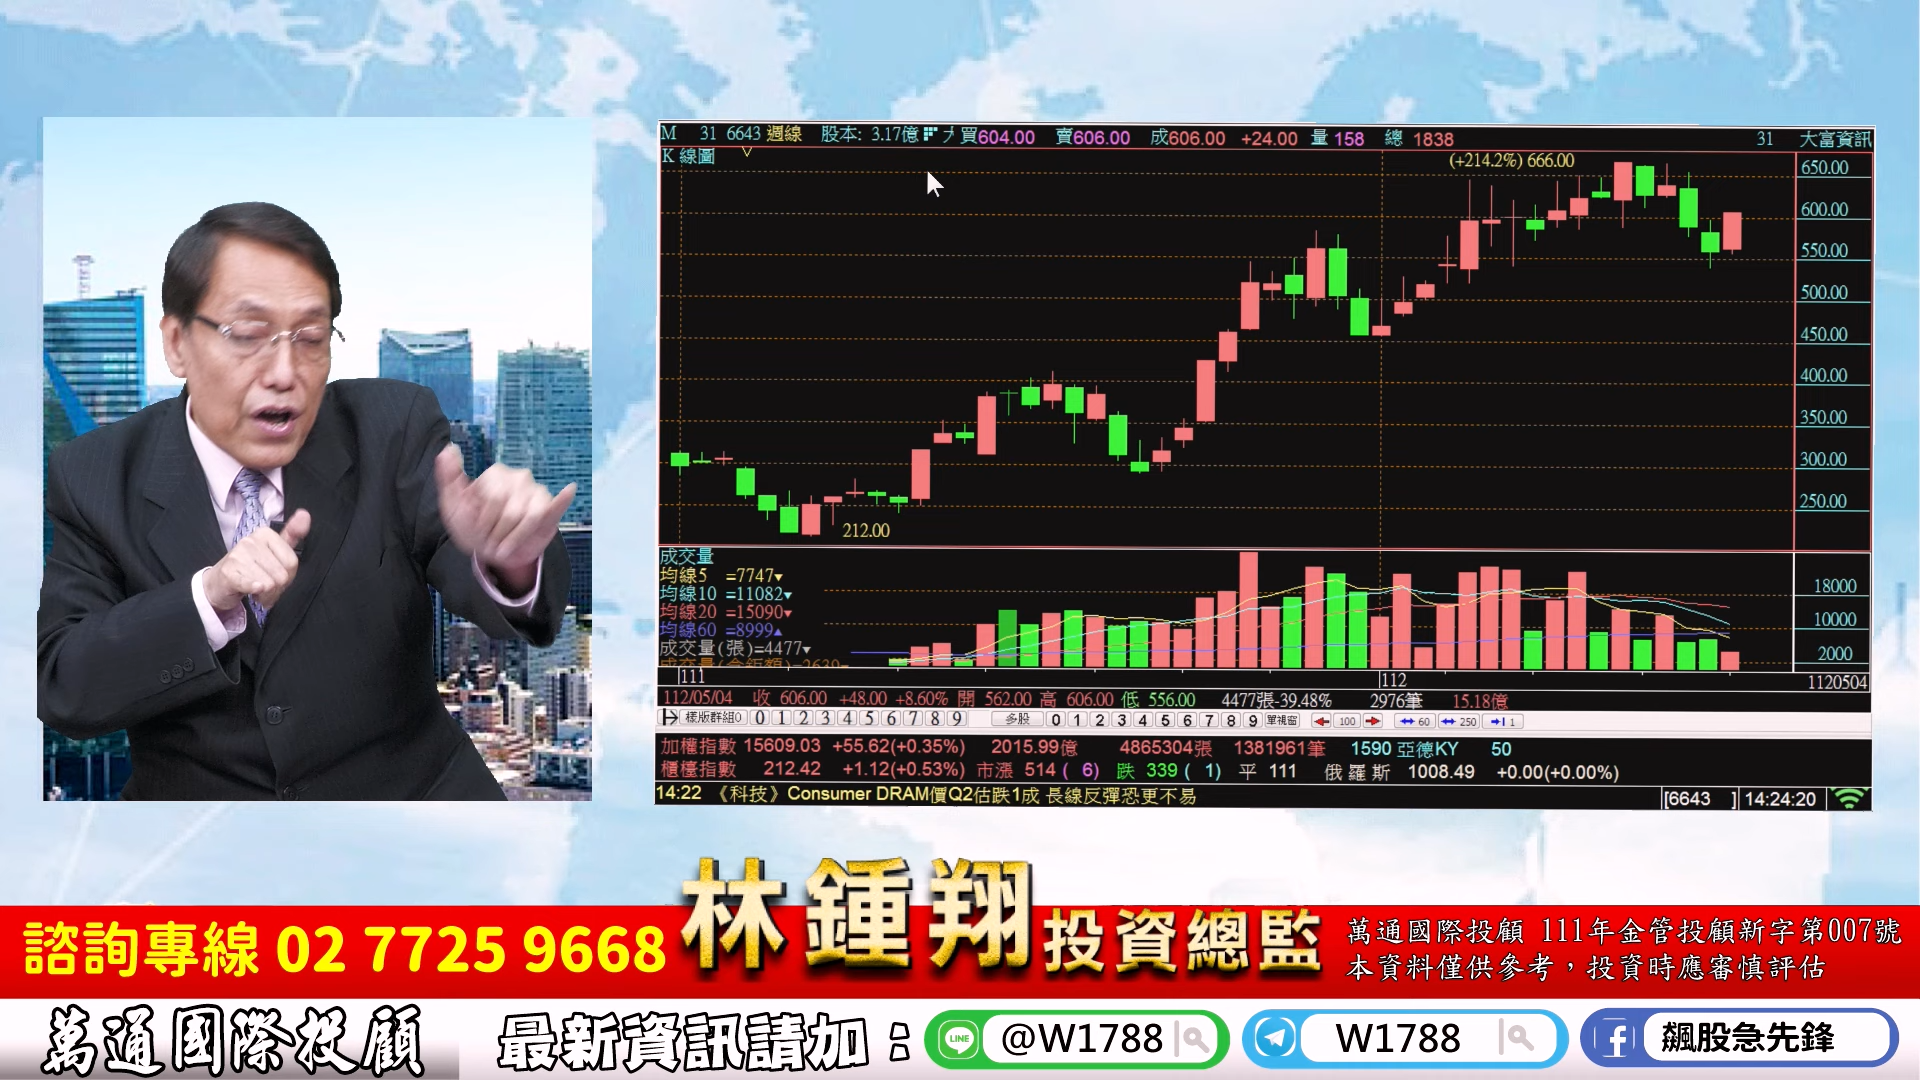 M 31 6643 週線 股本: 3.17億 買604.00 賣606.00 成606.00 +24.00 量 158 總 1838 31 大富資訊
K 線圖
(+214.2%) 666.00
212.00
650.00
600.00
550.00
500.00
450.00
400.00
350.00
300.00
250.00
成交量
均線5 =7747▾
均線10 =11082▾
均線20 =15090▾
均線60 =8999▴
成交量(張)=4477▾
18000
10000
2000
111 112 1120504
112/05/04 收 606.00 +48.00 +8.60% 開 562.00 高 606.00 低 556.00 4477張-39.48% 2976筆 15.18億
樣版群組0 0 1 2 3 4 5 6 7 8 9 多股 0 1 2 3 4 5 6 7 8 9 單視窗 100 60 250 1
加權指數 15609.03 +55.62(+0.35%) 2015.99億 4865304張 1381961筆 1590 亞德KY 50
櫃檯指數 212.42 +1.12(+0.53%) 市漲 514 ( 6) 跌 339 ( 1) 平 111 俄 羅 斯 1008.49 +0.00(+0.00%)
14:22 《科技》Consumer DRAM價Q2估跌1成 長線反彈恐更不易 [6643 ] 14:24:20
諮詢專線 02 7725 9668
林鍾翔 投資總監
萬通國際投顧 111年金管投顧新字第007號
本資料僅供參考，投資時應審慎評估
萬通國際投顧 最新資訊請加：
LINE @W1788 W1788 飆股急先鋒